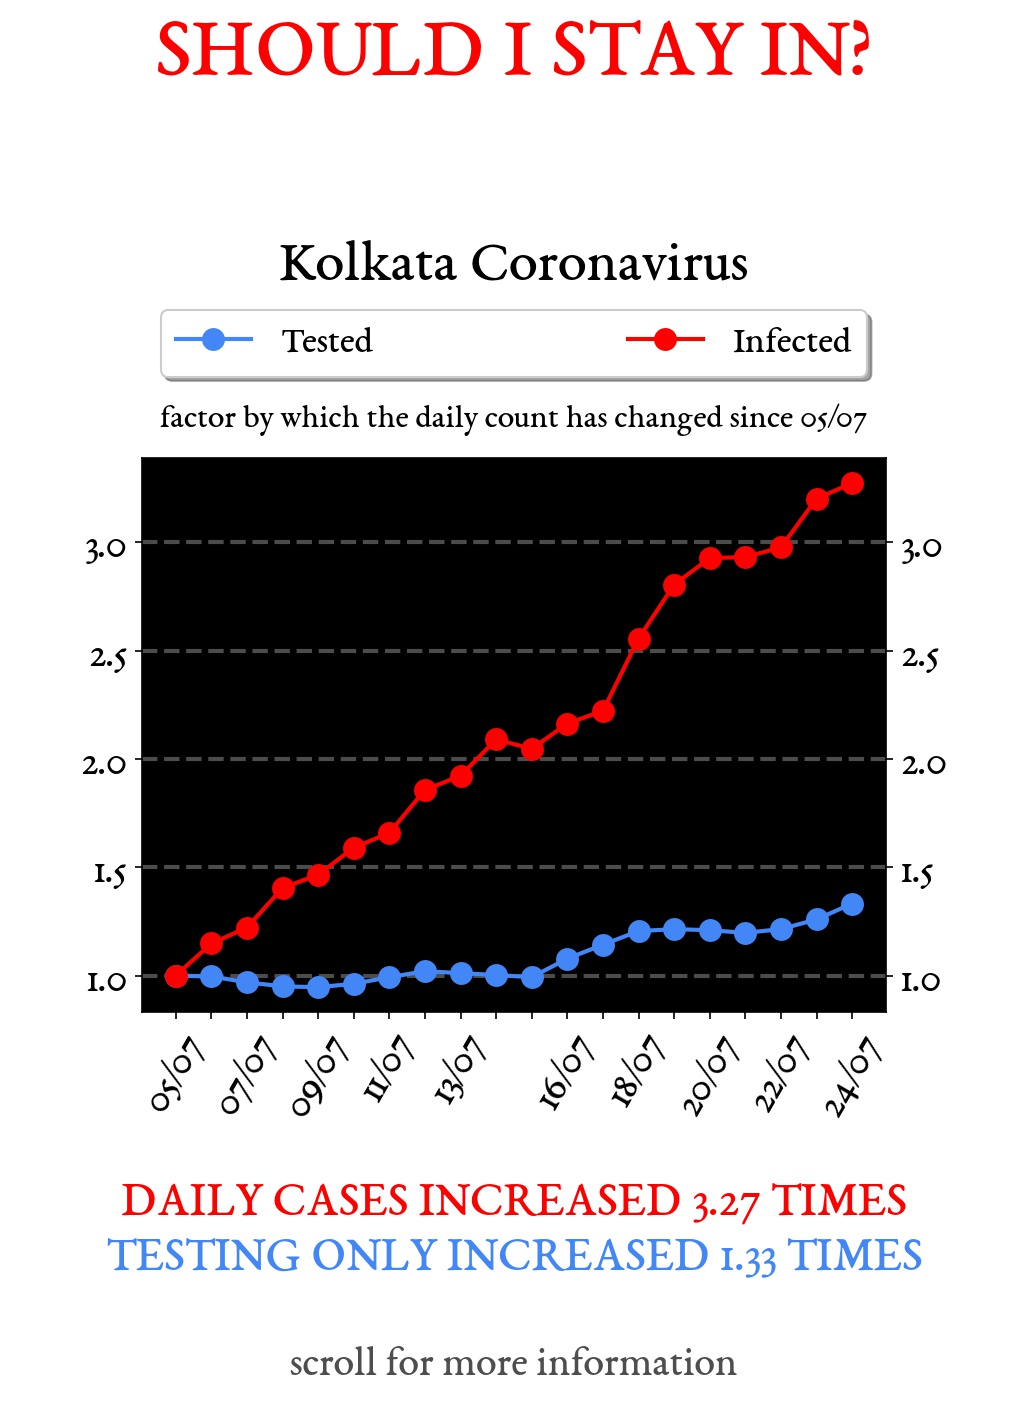 SHOULD I STAY IN?
Kolkata Coronavirus
Tested Infected
factor by which the daily count has changed since 05/07
3.0 3.0
2.5 2.5
2.0 2.0
1.5 1.5
1.0 1.0
05/07 07/07 09/07 11/07 13/07 16/07 18/07 20/07 22/07 24/07
DAILY CASES INCREASED 3.27 TIMES
TESTING ONLY INCREASED 1.33 TIMES
scroll for more information